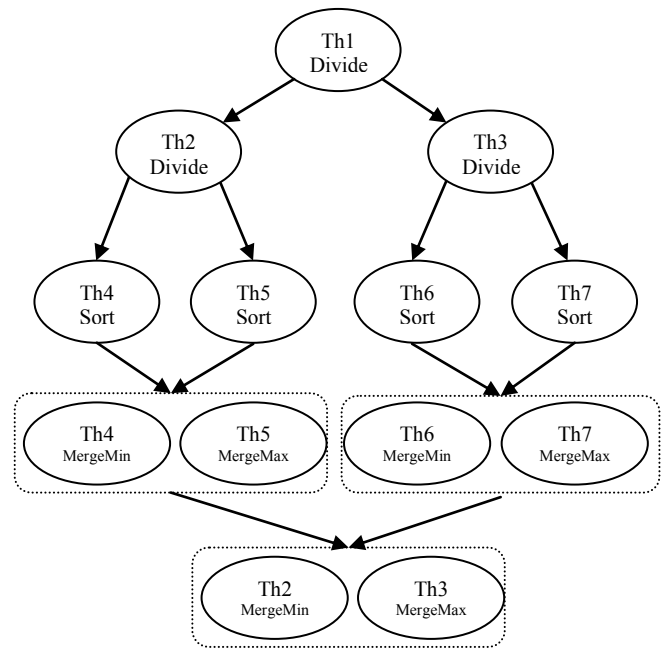 Th1
Divide
Th2
Divide
Th3
Divide
Th4
Sort
Th5
Sort
Th6
Sort
Th7
Sort
Th4
MergeMin
Th5
MergeMax
Th6
MergeMin
Th7
MergeMax
Th2
MergeMin
Th3
MergeMax